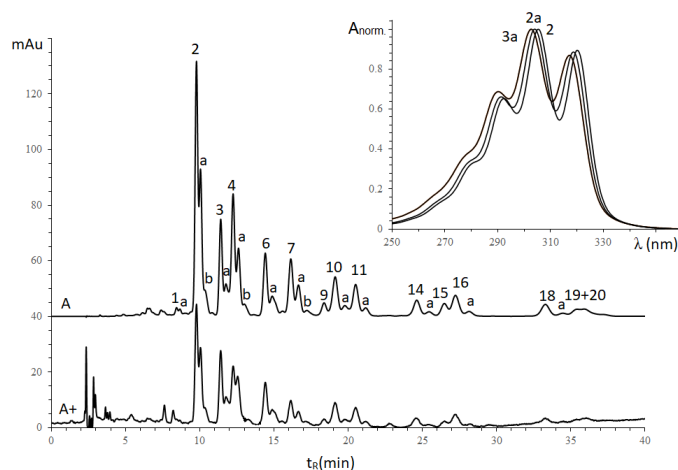 mAu
120
100
80
60
40
20
0
A
A+
1
a
2
a
b
3
a
4
a
b
6
a
7
a
b
9
10
a
11
a
14
a
15
16
a
18
a
19+20
0
5
10
15
20
25
30
35
40
tR(min)
Anorm.
3a
2a
2
1
0.8
0.6
0.4
0.2
0
250
270
290
310
330
λ (nm)